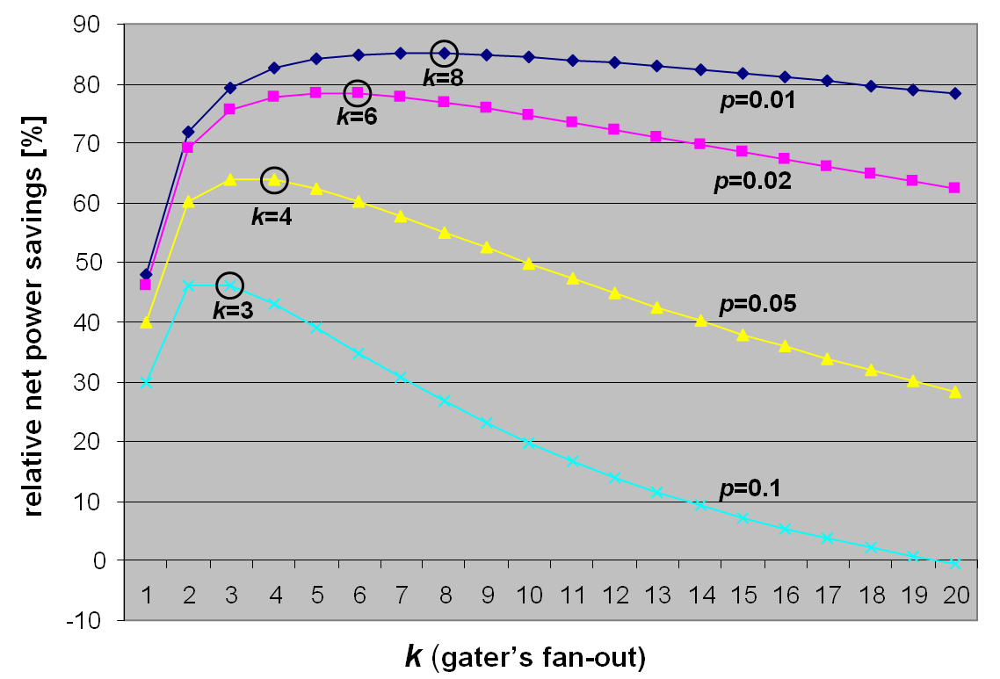 90
80
70
60
50
40
30
20
10
0
-10
relative net power savings [%]
k=8
k=6
k=4
k=3
p=0.01
p=0.02
p=0.05
p=0.1
1 2 3 4 5 6 7 8 9 10 11 12 13 14 15 16 17 18 19 20
k (gater's fan-out)